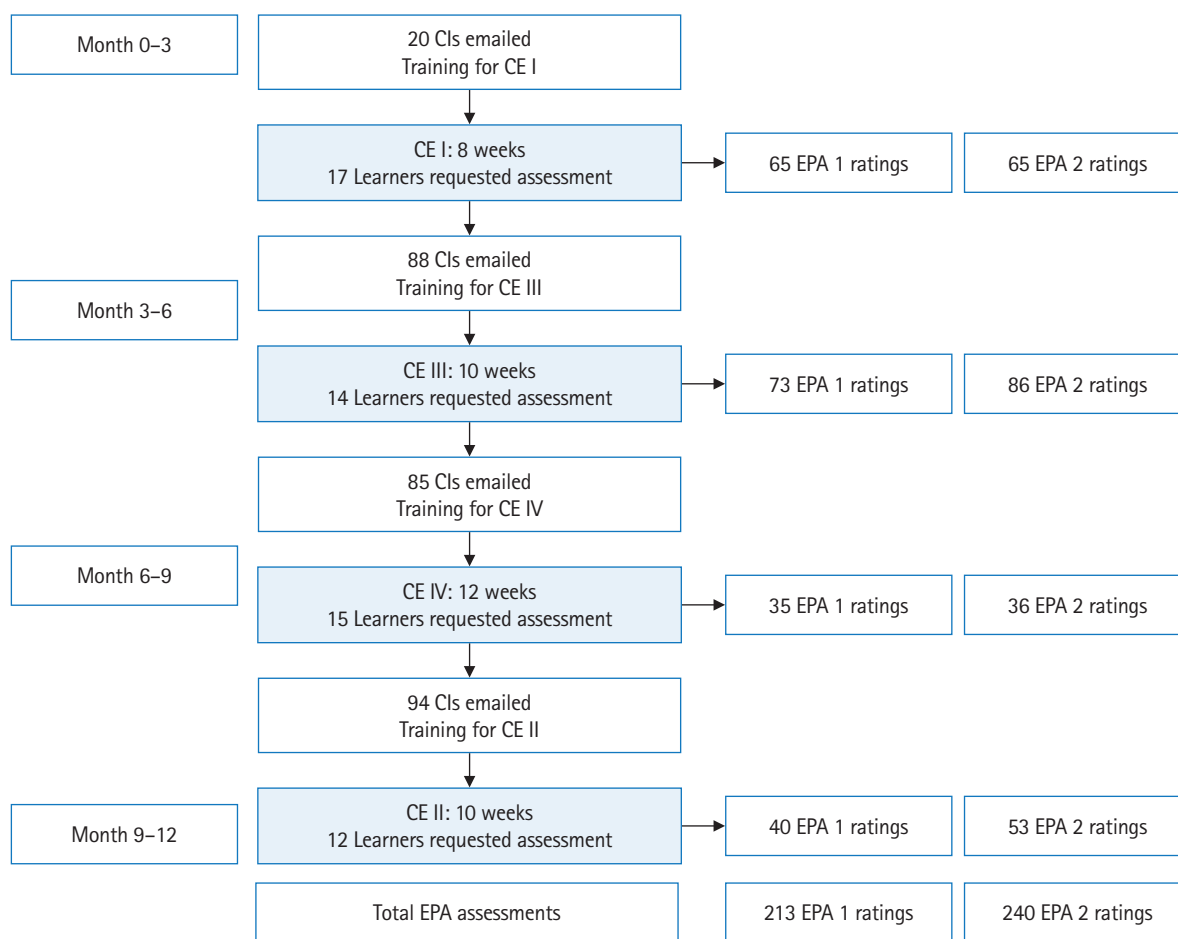 Month 0–3
20 CIs emailed
Training for CE I
CE I: 8 weeks
17 Learners requested assessment
65 EPA 1 ratings
65 EPA 2 ratings
88 CIs emailed
Training for CE III
Month 3–6
CE III: 10 weeks
14 Learners requested assessment
73 EPA 1 ratings
86 EPA 2 ratings
85 CIs emailed
Training for CE IV
Month 6–9
CE IV: 12 weeks
15 Learners requested assessment
35 EPA 1 ratings
36 EPA 2 ratings
94 CIs emailed
Training for CE II
Month 9–12
CE II: 10 weeks
12 Learners requested assessment
40 EPA 1 ratings
53 EPA 2 ratings
Total EPA assessments
213 EPA 1 ratings
240 EPA 2 ratings